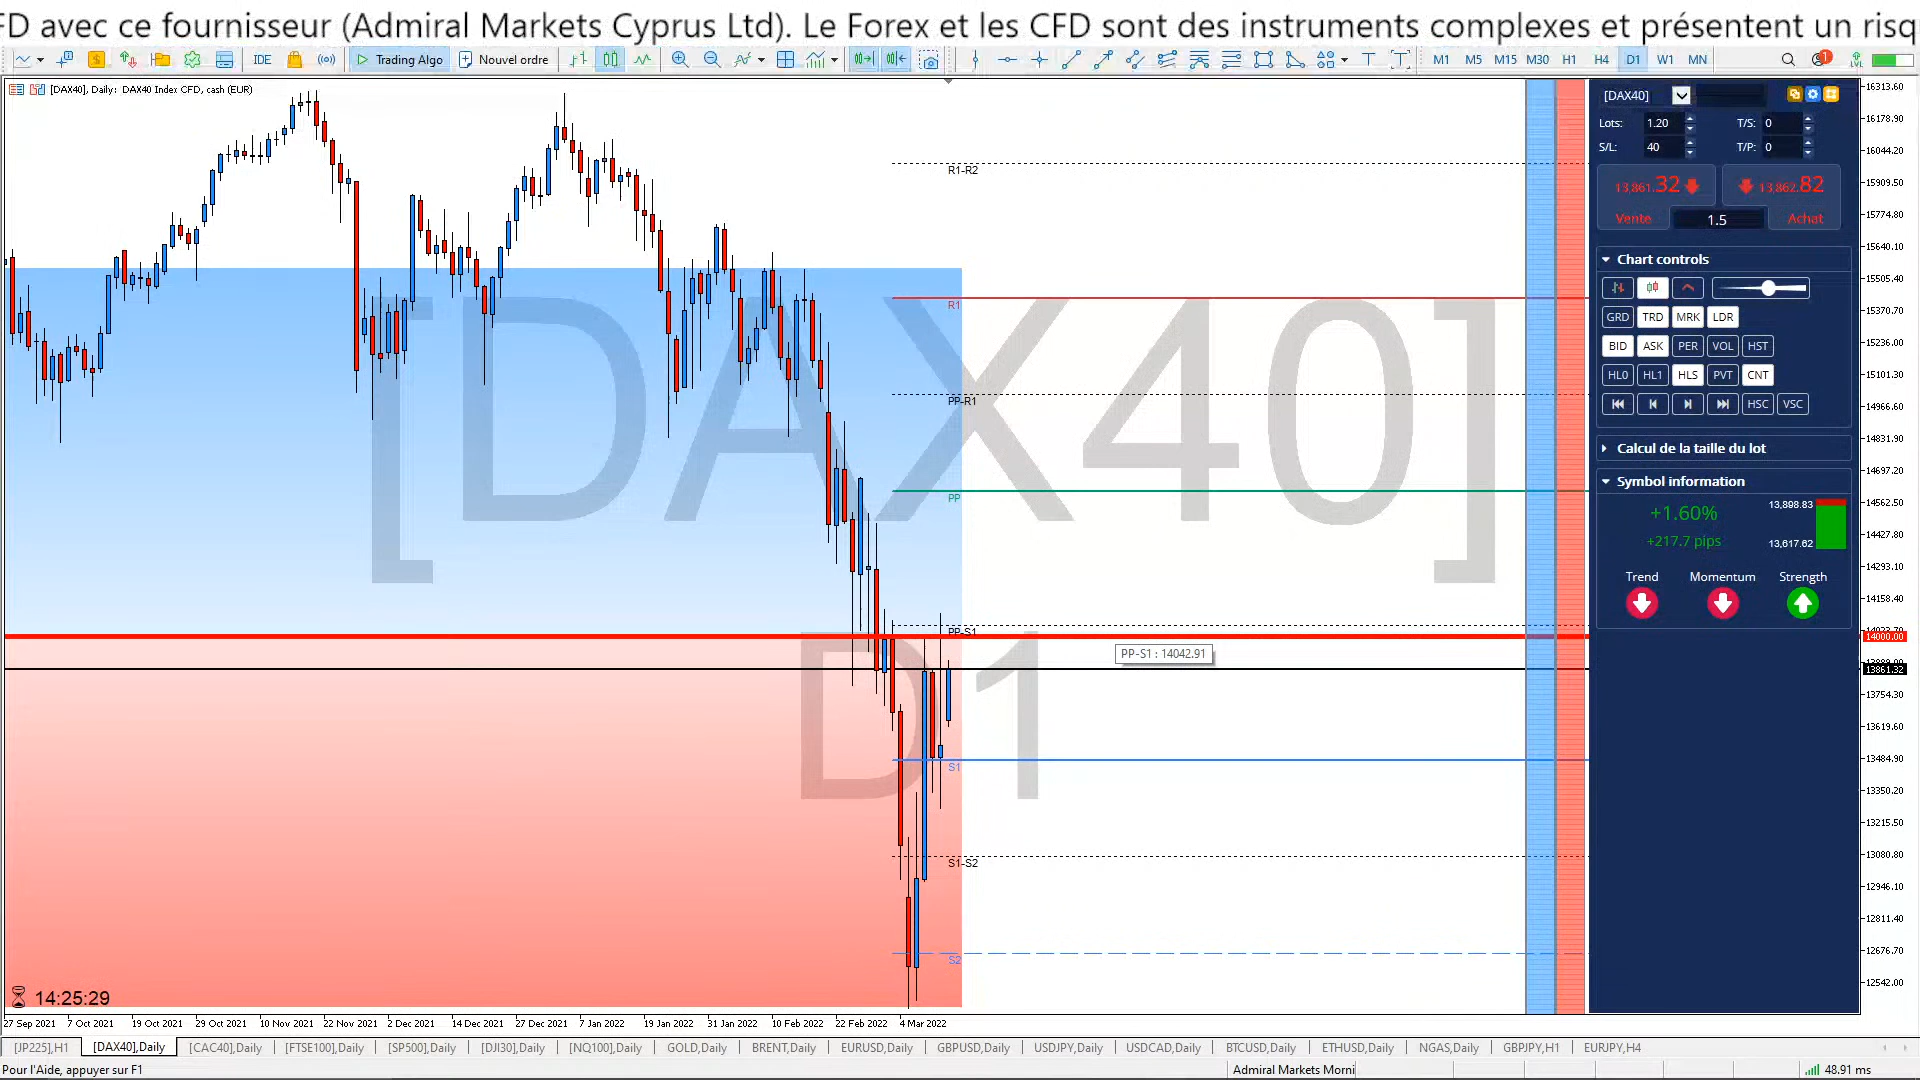 FD avec ce fournisseur (Admiral Markets Cyprus Ltd). Le Forex et les CFD sont des instruments complexes et présentent un risq
IDE Trading Algo Nouvel ordre M1 M5 M15 M30 H1 H4 D1 W1 MN 1 LVL
[DAX40], Daily: DAX40 Index CFD, cash (EUR)
[DAX40]
Lots: 1.20 T/S: 0
S/L: 40 T/P: 0
13,861.32 13,862.82
Vente 1.5 Achat
Chart controls
GRD TRD MRK LDR
BID ASK PER VOL HST
HL0 HL1 HLS PVT CNT
HSC VSC
Calcul de la taille du lot
Symbol information
+1.60% 13,898.83
+217.7 pips 13,617.62
Trend Momentum Strength
[DAX40]
D1
R1-R2
R1
PP-R1
PP
PP-S1
PP-S1 : 14042.91
S1
S1-S2
S2
16313.60
16178.90
16044.20
15909.50
15774.80
15640.10
15505.40
15370.70
15236.00
15101.30
14966.60
14831.90
14697.20
14562.50
14427.80
14293.10
14158.40
14000.00
13861.32
13754.30
13619.60
13484.90
13350.20
13215.50
13080.80
12946.10
12811.40
12676.70
12542.00
14:25:29
27 Sep 2021 7 Oct 2021 19 Oct 2021 29 Oct 2021 10 Nov 2021 22 Nov 2021 2 Dec 2021 14 Dec 2021 27 Dec 2021 7 Jan 2022 19 Jan 2022 31 Jan 2022 10 Feb 2022 22 Feb 2022 4 Mar 2022
[JP225],H1 [DAX40],Daily [CAC40],Daily [FTSE100],Daily [SP500],Daily [DJI30],Daily [NQ100],Daily GOLD,Daily BRENT,Daily EURUSD,Daily GBPUSD,Daily USDJPY,Daily USDCAD,Daily BTCUSD,Daily ETHUSD,Daily NGAS,Daily GBPJPY,H1 EURJPY,H4
Pour l'Aide, appuyer sur F1 Admiral Markets Morni 48.91 ms